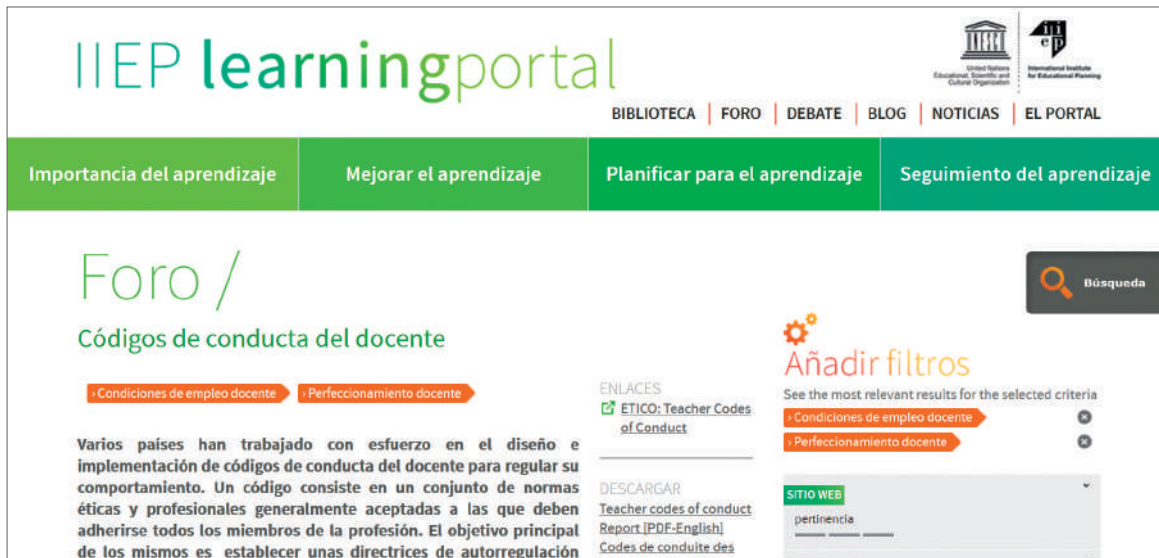 IIEP learningportal
United Nations
Educational, Scientific and
Cultural Organization
iiep
International Institute
for Educational Planning
BIBLIOTECA | FORO | DEBATE | BLOG | NOTICIAS | EL PORTAL
Importancia del aprendizaje
Mejorar el aprendizaje
Planificar para el aprendizaje
Seguimiento del aprendizaje
Foro /
Búsqueda
Códigos de conducta del docente
› Condiciones de empleo docente
› Perfeccionamiento docente
Varios países han trabajado con esfuerzo en el diseño e
implementación de códigos de conducta del docente para regular su
comportamiento. Un código consiste en un conjunto de normas
éticas y profesionales generalmente aceptadas a las que deben
adherirse todos los miembros de la profesión. El objetivo principal
de los mismos es establecer unas directrices de autorregulación
ENLACES
ETICO: Teacher Codes
of Conduct
DESCARGAR
Teacher codes of conduct
Report [PDF-English]
Codes de conduite des
Añadir filtros
See the most relevant results for the selected criteria
› Condiciones de empleo docente
› Perfeccionamiento docente
SITIO WEB
pertinencia